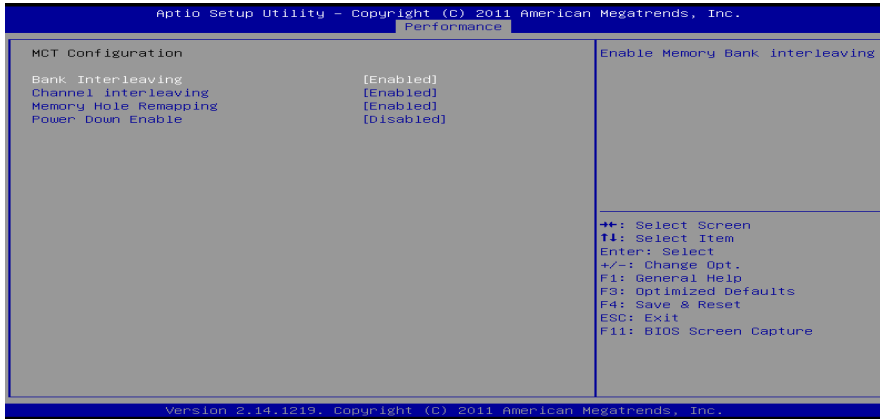 Aptio Setup Utility – Copyright (C) 2011 American Megatrends, Inc.
Performance
MCT Configuration
Bank Interleaving [Enabled]
Channel interleaving [Enabled]
Memory Hole Remapping [Enabled]
Power Down Enable [Disabled]
Enable Memory Bank interleaving
→←: Select Screen
↑↓: Select Item
Enter: Select
+/-: Change Opt.
F1: General Help
F3: Optimized Defaults
F4: Save & Reset
ESC: Exit
F11: BIOS Screen Capture
Version 2.14.1219. Copyright (C) 2011 American Megatrends, Inc.